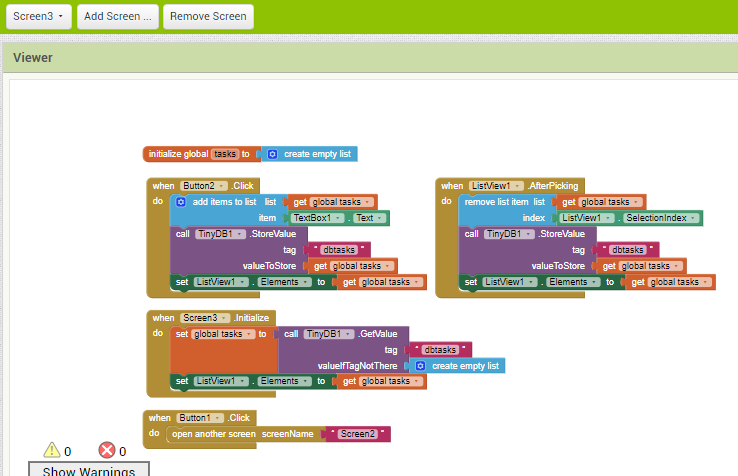 Screen3 Add Screen ... Remove Screen
Viewer
initialize global tasks to create empty list
when Button2 .Click
do add items to list list get global tasks
item TextBox1 . Text
call TinyDB1 .StoreValue
tag " dbtasks "
valueToStore get global tasks
set ListView1 . Elements to get global tasks
when ListView1 .AfterPicking
do remove list item list get global tasks
index ListView1 . SelectionIndex
call TinyDB1 .StoreValue
tag " dbtasks "
valueToStore get global tasks
set ListView1 . Elements to get global tasks
when Screen3 .Initialize
do set global tasks to call TinyDB1 .GetValue
tag " dbtasks "
valueIfTagNotThere create empty list
set ListView1 . Elements to get global tasks
when Button1 .Click
do open another screen screenName " Screen2 "
0 0
Show Warnings